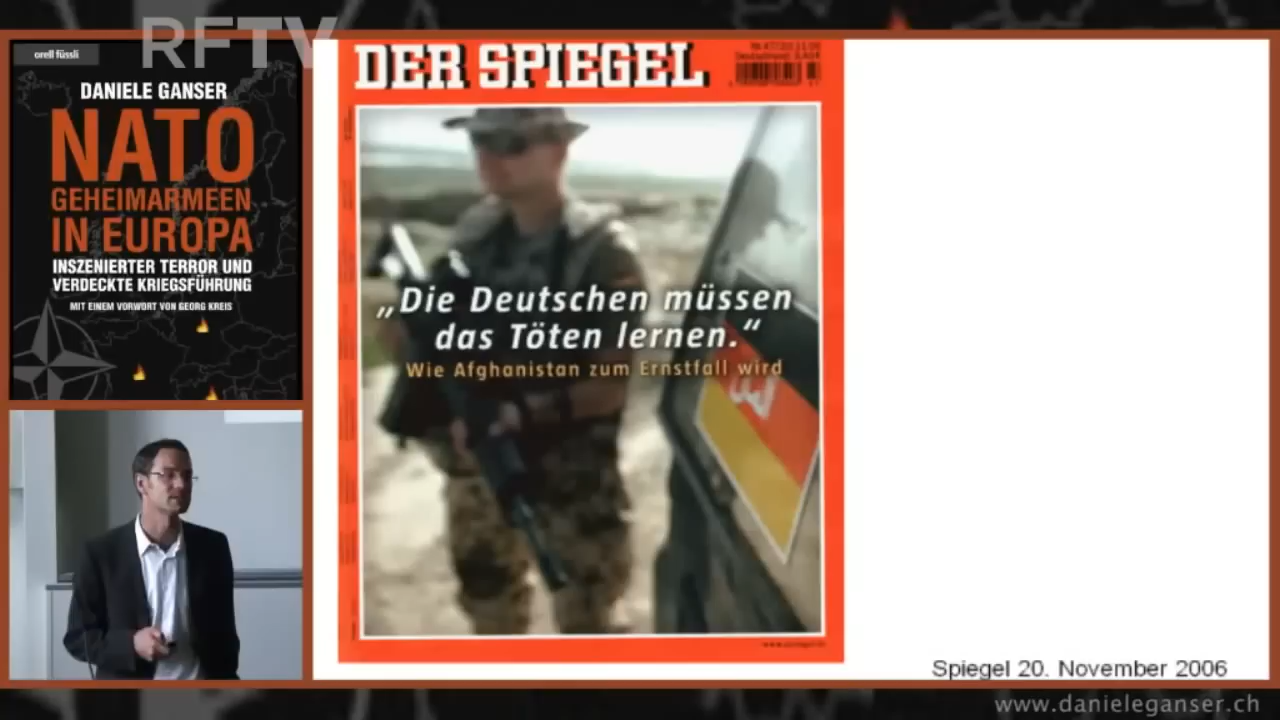 RFTV
orell füssli
DANIELE GANSER
NATO
GEHEIMARMEEN
IN EUROPA
INSZENIERTER TERROR UND
VERDECKTE KRIEGSFÜHRUNG
MIT EINEM VORWORT VON GEORG KREIS
DER SPIEGEL
„Die Deutschen müssen
das Töten lernen.“
Wie Afghanistan zum Ernstfall wird
Spiegel 20. November 2006
www.danieleganser.ch